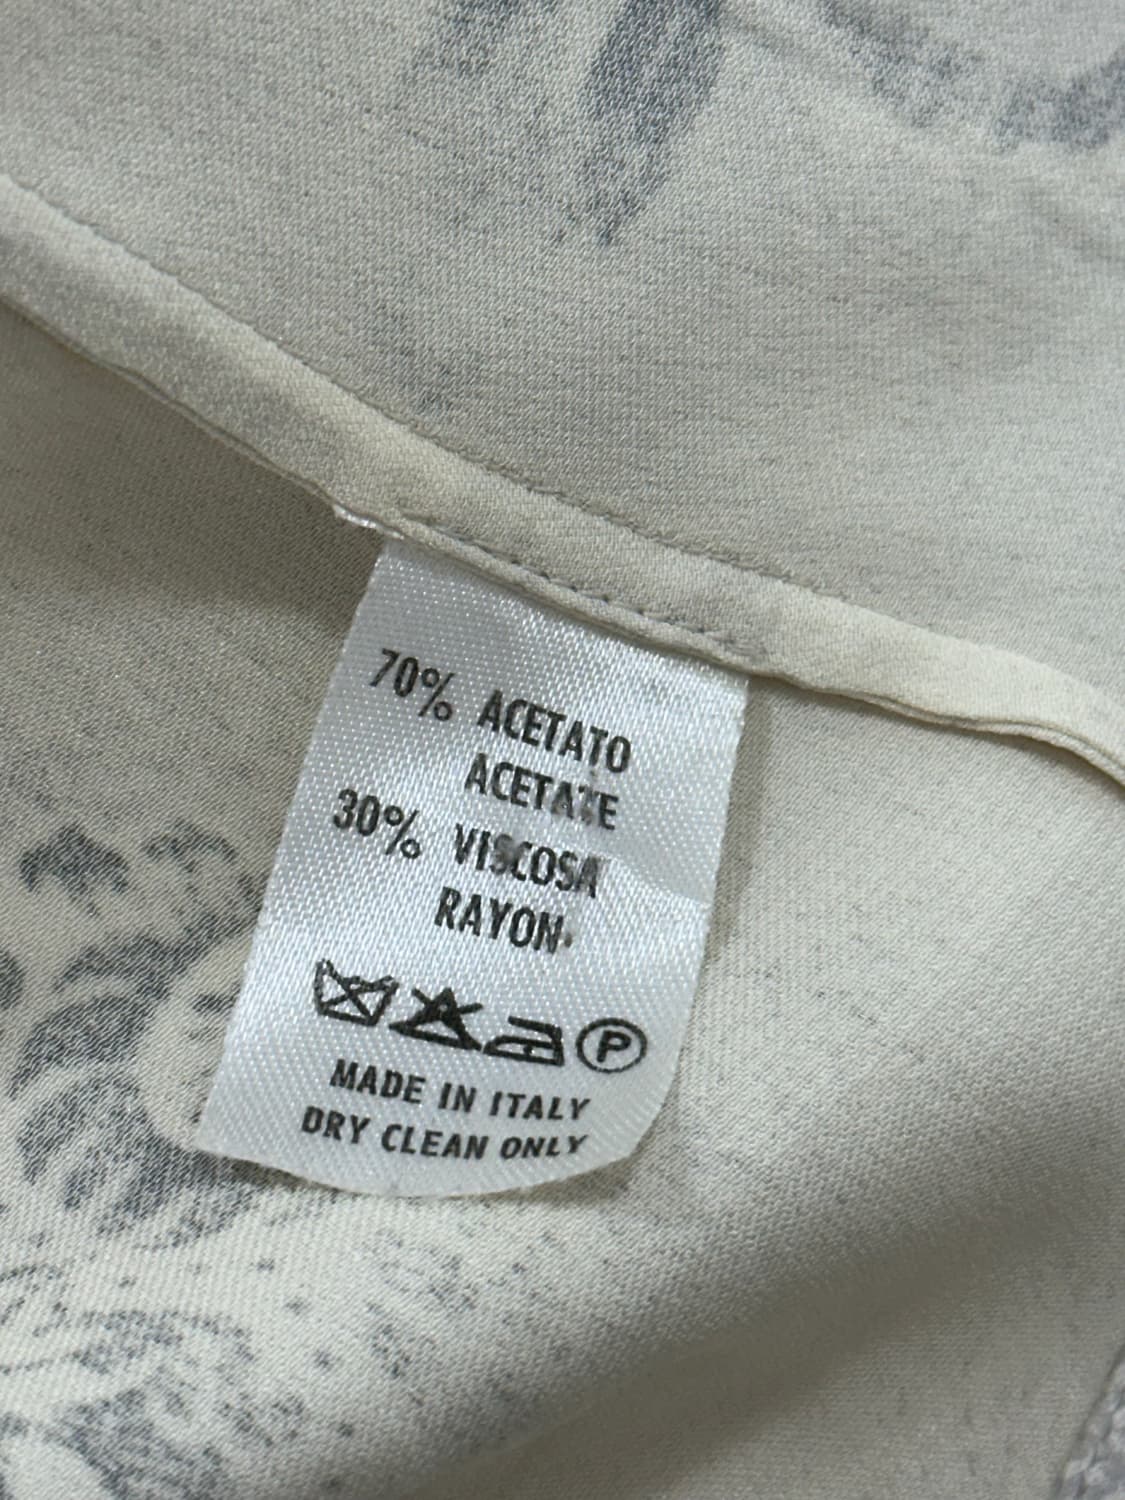 70% ACETATO
ACETATE
30% VISCOSA
RAYON
P
MADE IN ITALY
DRY CLEAN ONLY